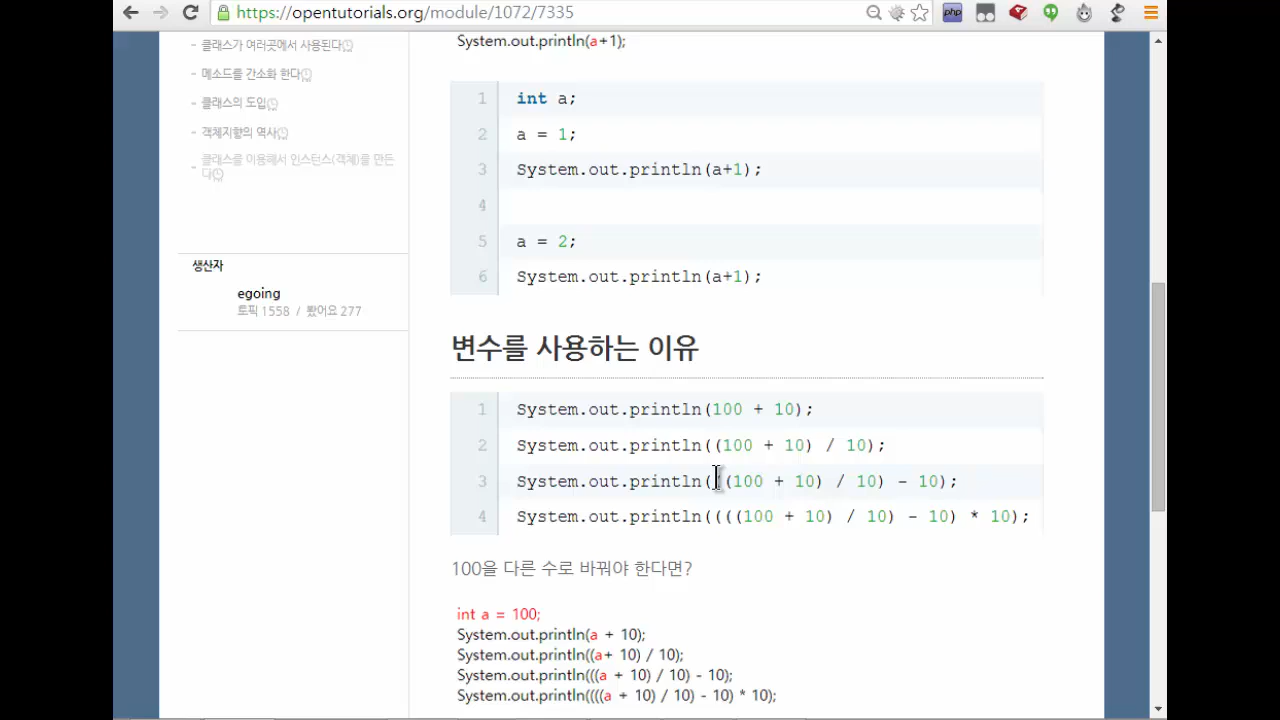 https://opentutorials.org/module/1072/7335
php
- 클래스가 여러곳에서 사용된다
- 메소드를 간소화 한다
- 클래스의 도입
- 객체지향의 역사
- 클래스를 이용해서 인스턴스(객체)를 만든
다
생산자
egoing
토픽 1558 / 봤어요 277
System.out.println(a+1);
1 int a;
2 a = 1;
3 System.out.println(a+1);
4
5 a = 2;
6 System.out.println(a+1);
변수를 사용하는 이유
1 System.out.println(100 + 10);
2 System.out.println((100 + 10) / 10);
3 System.out.println(((100 + 10) / 10) - 10);
4 System.out.println((((100 + 10) / 10) - 10) * 10);
100을 다른 수로 바꿔야 한다면?
int a = 100;
System.out.println(a + 10);
System.out.println((a+ 10) / 10);
System.out.println(((a + 10) / 10) - 10);
System.out.println((((a + 10) / 10) - 10) * 10);